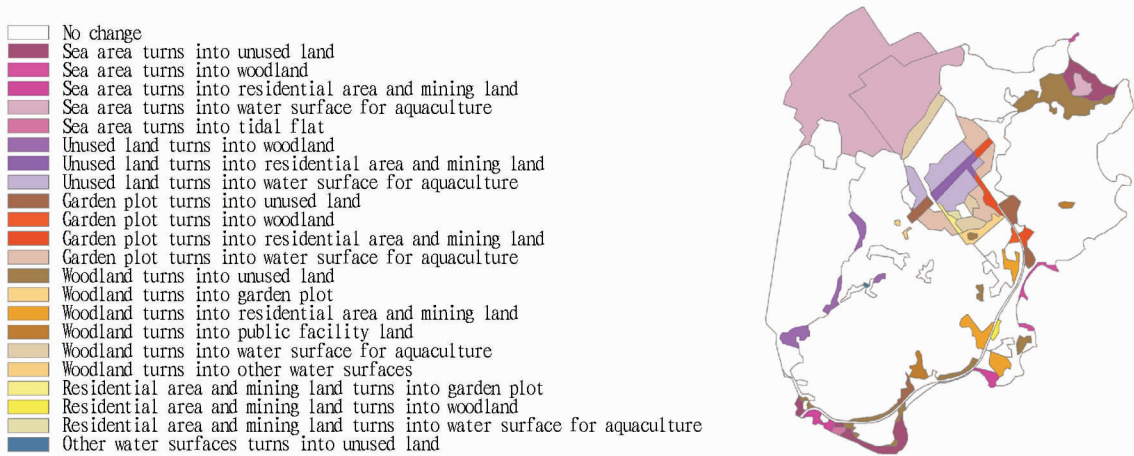 No change
Sea area turns into unused land
Sea area turns into woodland
Sea area turns into residential area and mining land
Sea area turns into water surface for aquaculture
Sea area turns into tidal flat
Unused land turns into woodland
Unused land turns into residential area and mining land
Unused land turns into water surface for aquaculture
Garden plot turns into unused land
Garden plot turns into woodland
Garden plot turns into residential area and mining land
Garden plot turns into water surface for aquaculture
Woodland turns into unused land
Woodland turns into garden plot
Woodland turns into residential area and mining land
Woodland turns into public facility land
Woodland turns into water surface for aquaculture
Woodland turns into other water surfaces
Residential area and mining land turns into garden plot
Residential area and mining land turns into woodland
Residential area and mining land turns into water surface for aquaculture
Other water surfaces turns into unused land